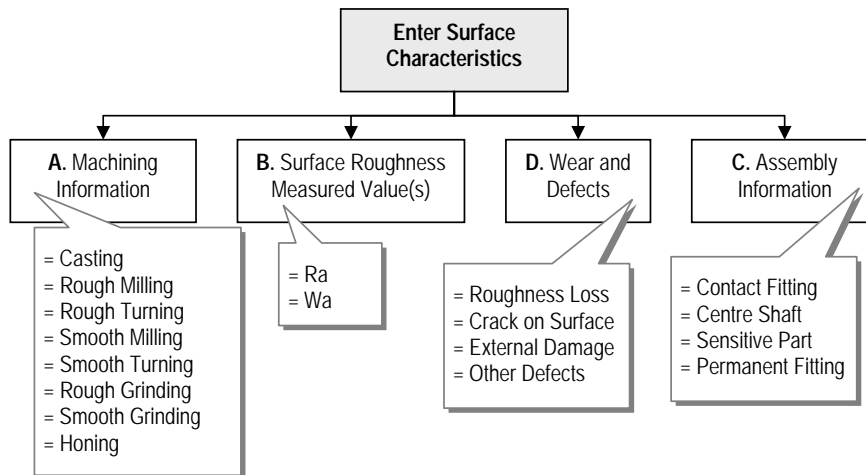 Enter Surface
Characteristics
A. Machining
Information
B. Surface Roughness
Measured Value(s)
D. Wear and
Defects
C. Assembly
Information
= Casting
= Rough Milling
= Rough Turning
= Smooth Milling
= Smooth Turning
= Rough Grinding
= Smooth Grinding
= Honing
= Ra
= Wa
= Roughness Loss
= Crack on Surface
= External Damage
= Other Defects
= Contact Fitting
= Centre Shaft
= Sensitive Part
= Permanent Fitting